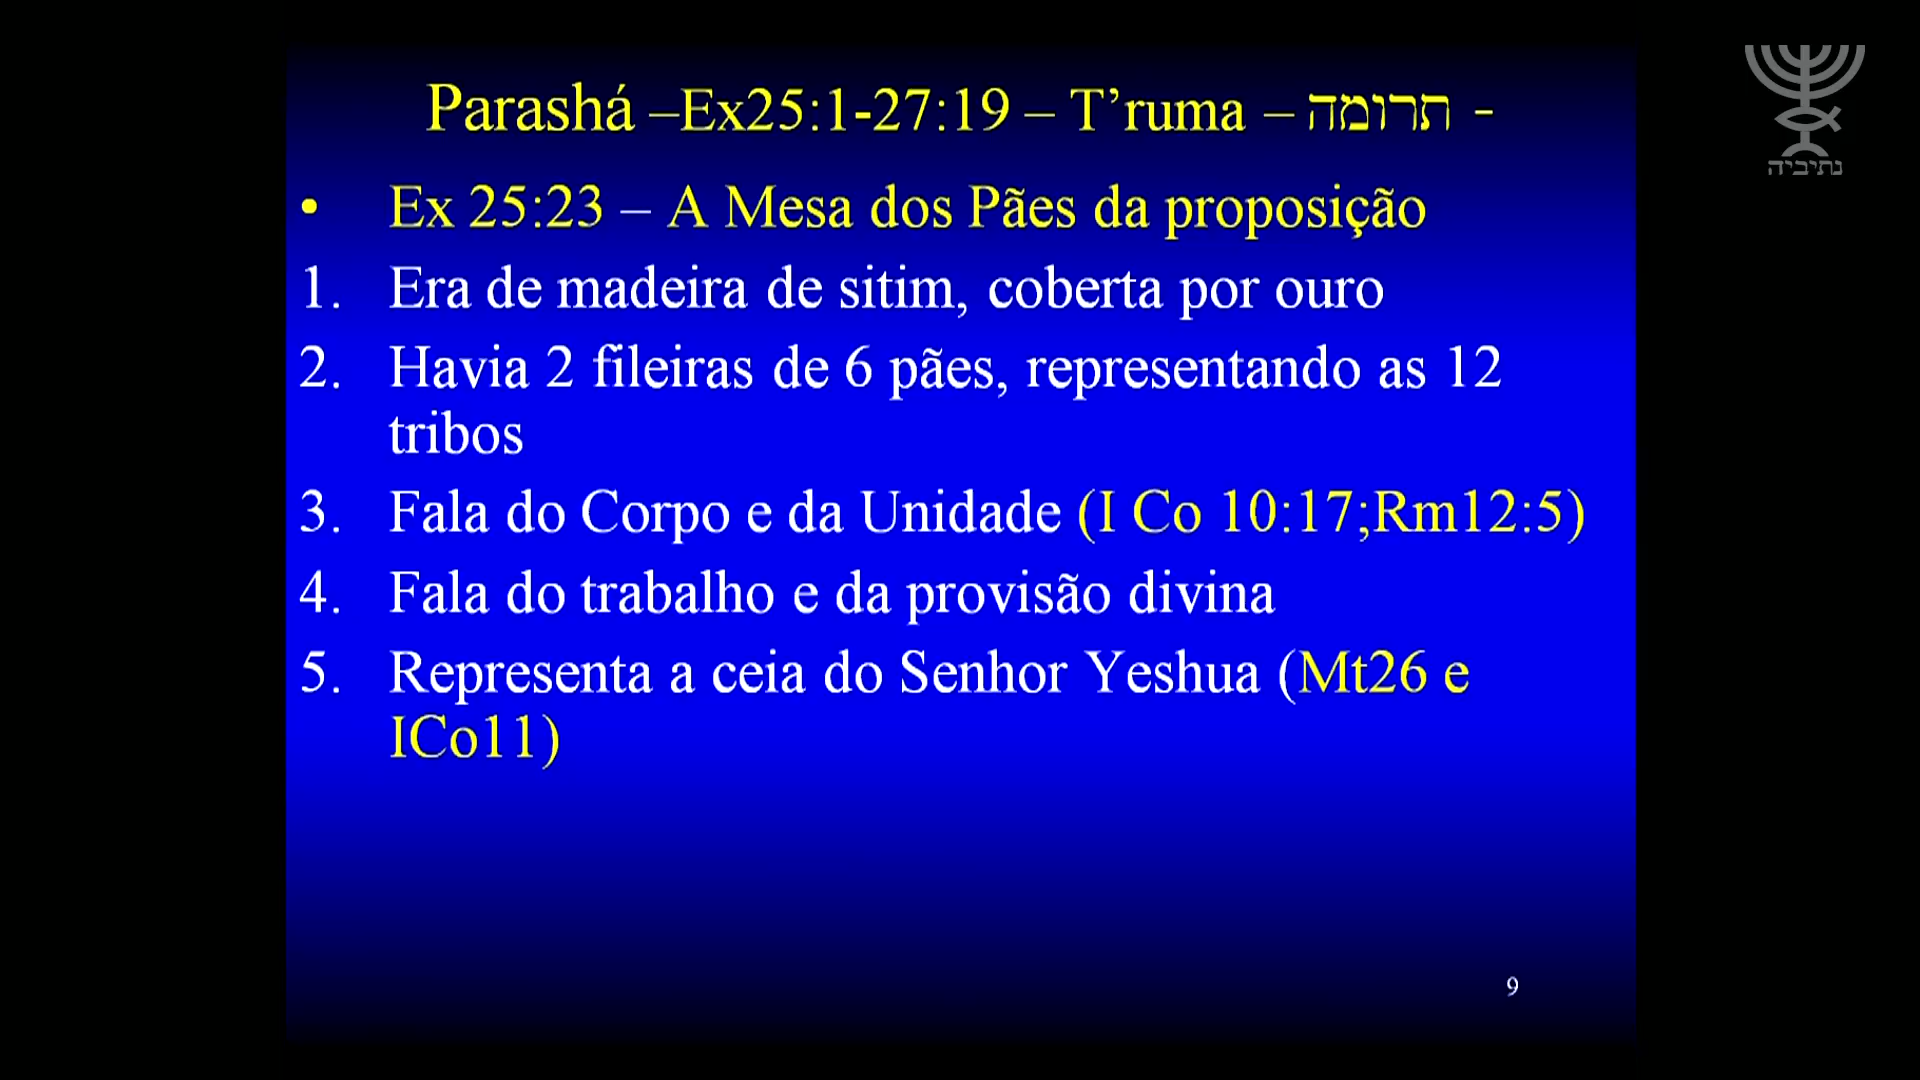 Parashá –Ex25:1-27:19 – T’ruma – תרומה -
• Ex 25:23 – A Mesa dos Pães da proposição
1. Era de madeira de sitim, coberta por ouro
2. Havia 2 fileiras de 6 pães, representando as 12
tribos
3. Fala do Corpo e da Unidade (I Co 10:17;Rm12:5)
4. Fala do trabalho e da provisão divina
5. Representa a ceia do Senhor Yeshua (Mt26 e
ICo11)
9
נתיביה